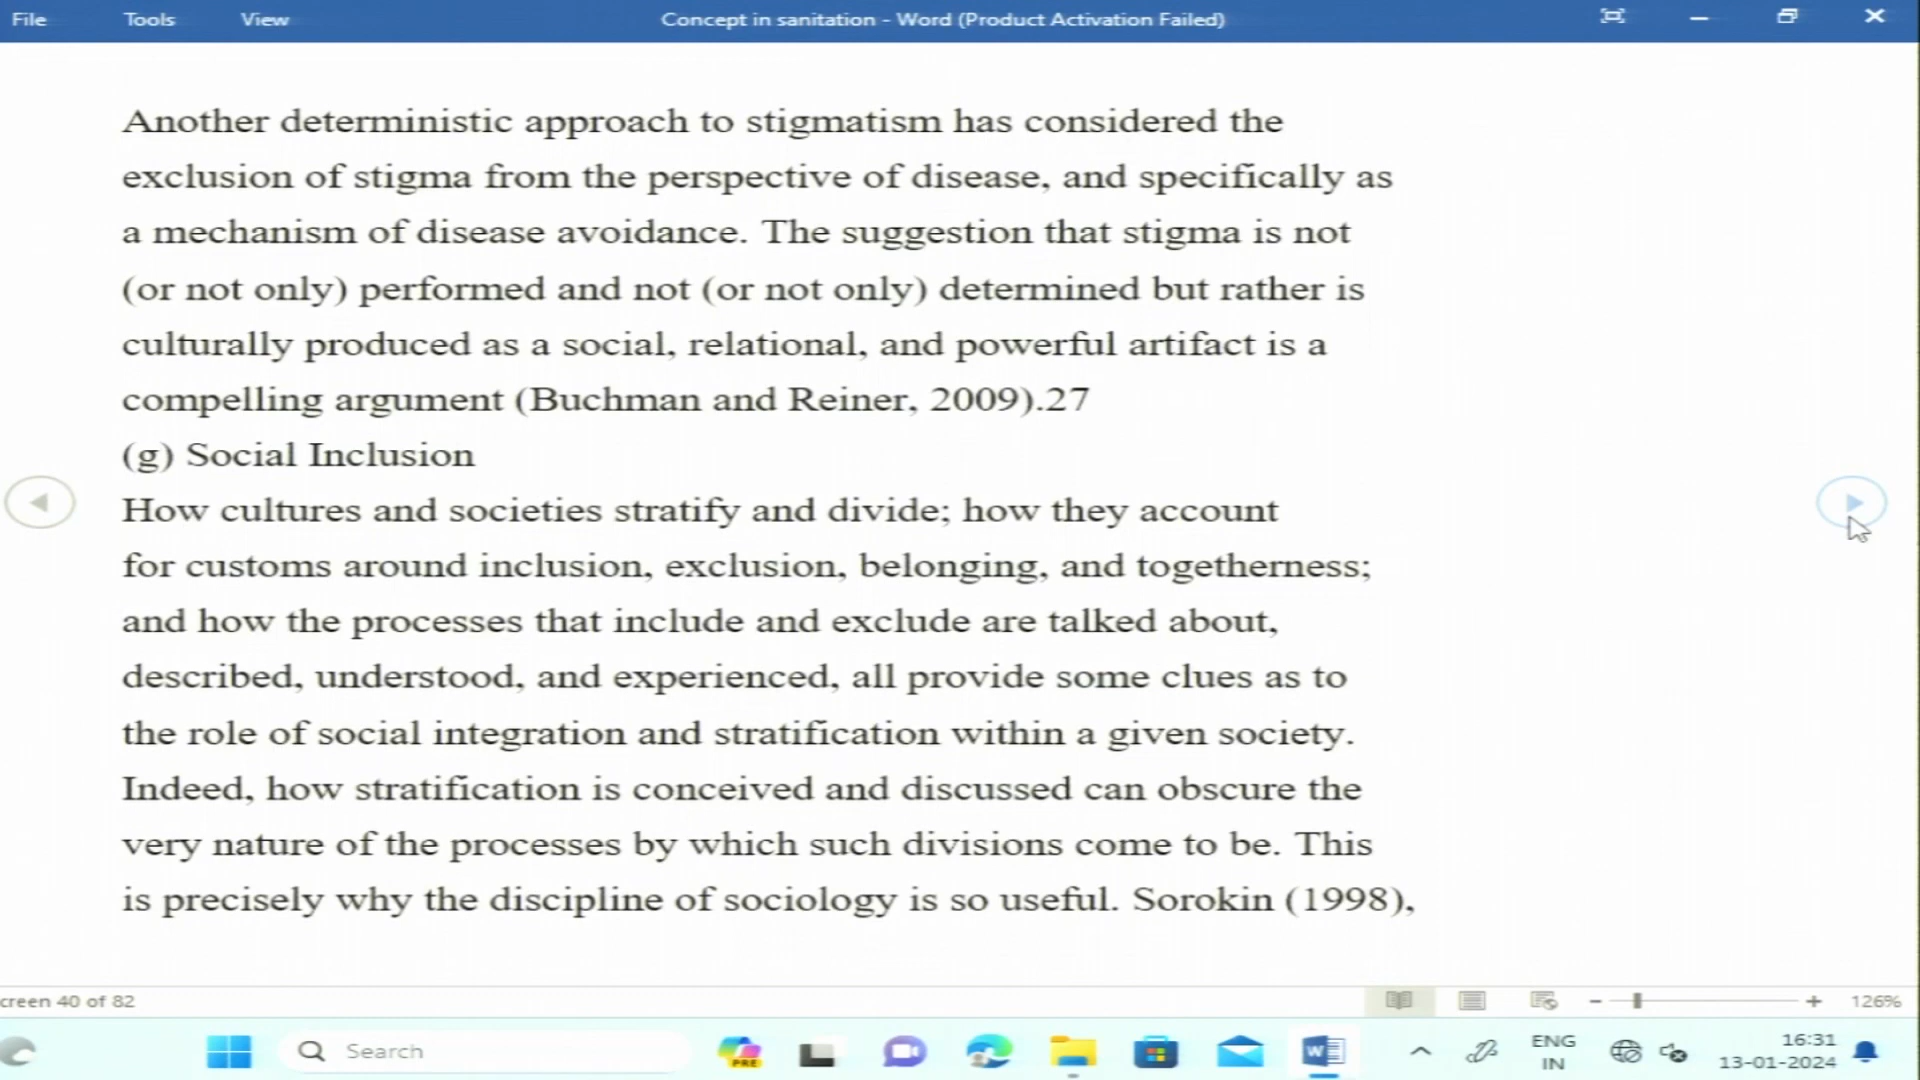 File Tools View Concept in sanitation - Word (Product Activation Failed)
Another deterministic approach to stigmatism has considered the
exclusion of stigma from the perspective of disease, and specifically as
a mechanism of disease avoidance. The suggestion that stigma is not
(or not only) performed and not (or not only) determined but rather is
culturally produced as a social, relational, and powerful artifact is a
compelling argument (Buchman and Reiner, 2009).27
(g) Social Inclusion
How cultures and societies stratify and divide; how they account
for customs around inclusion, exclusion, belonging, and togetherness;
and how the processes that include and exclude are talked about,
described, understood, and experienced, all provide some clues as to
the role of social integration and stratification within a given society.
Indeed, how stratification is conceived and discussed can obscure the
very nature of the processes by which such divisions come to be. This
is precisely why the discipline of sociology is so useful. Sorokin (1998),
creen 40 of 82 126%
Search PRE W ENG 16:31
IN 13-01-2024